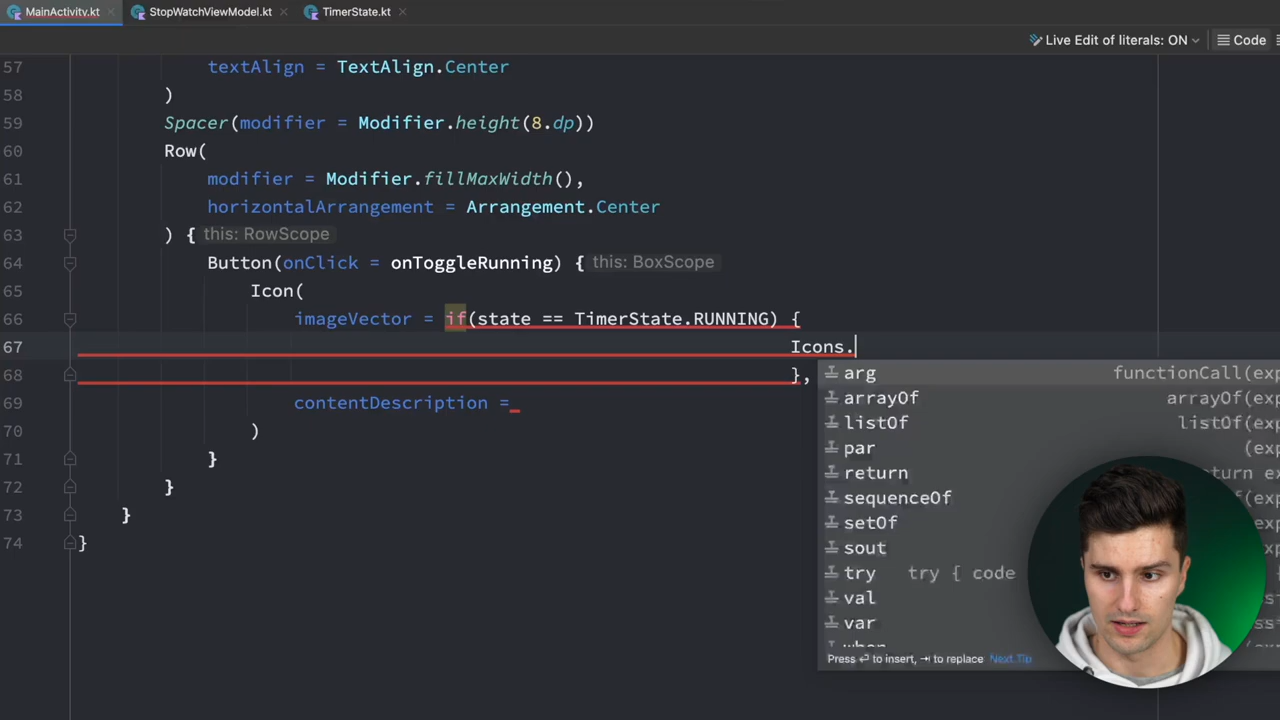 MainActivity.kt StopWatchViewModel.kt TimerState.kt
Live Edit of literals: ON Code
57 textAlign = TextAlign.Center
58 )
59 Spacer(modifier = Modifier.height(8.dp))
60 Row(
61 modifier = Modifier.fillMaxWidth(),
62 horizontalArrangement = Arrangement.Center
63 ) { this: RowScope
64 Button(onClick = onToggleRunning) { this: BoxScope
65 Icon(
66 imageVector = if(state == TimerState.RUNNING) {
67 Icons.
68 },
69 contentDescription =
70 )
71 }
72 }
73 }
74 }
arg functionCall(exp
arrayOf arrayOf(exp
listOf listOf(exp
par (exp
return return ex
sequenceOf
setOf
sout
try try { code
val
var
when
Press ⏎ to insert, ⇥ to replace Next Tip